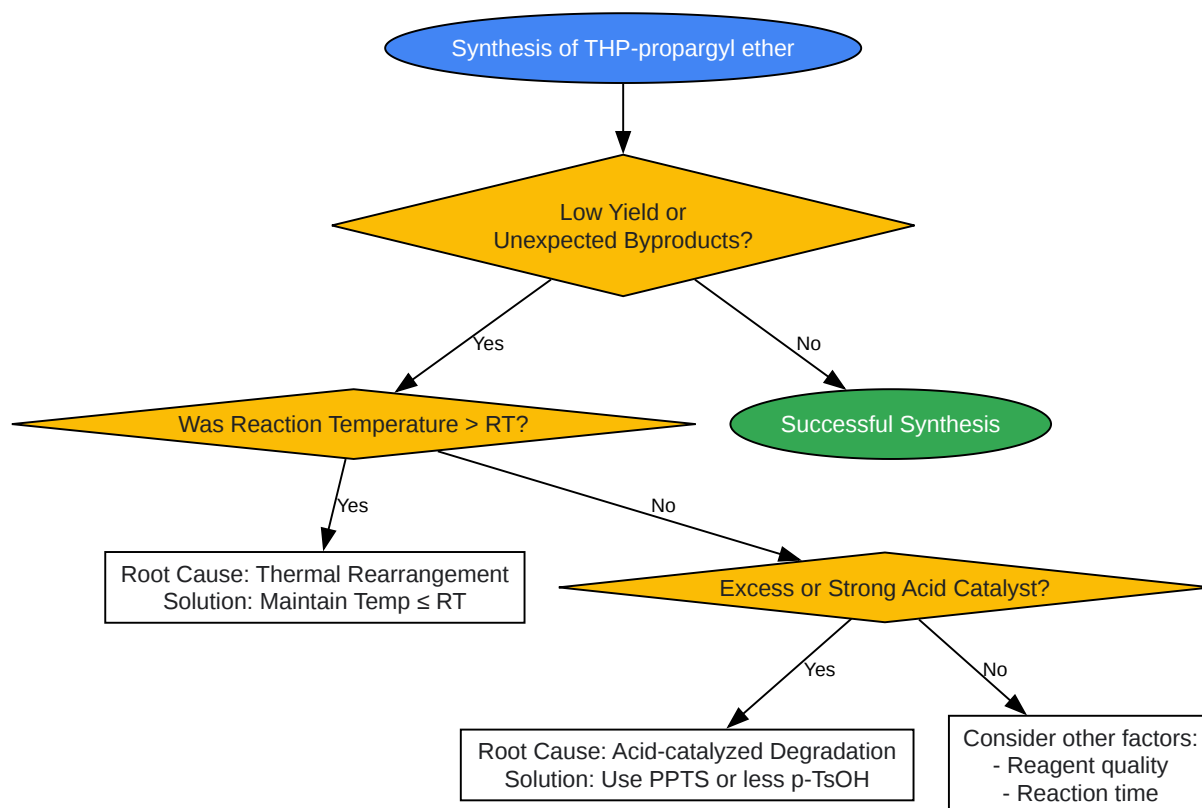 Synthesis of THP-propargyl ether
Low Yield or
Unexpected Byproducts?
Yes
No
Was Reaction Temperature > RT?
Successful Synthesis
Yes
No
Root Cause: Thermal Rearrangement
Solution: Maintain Temp ≤ RT
Excess or Strong Acid Catalyst?
Yes
No
Root Cause: Acid-catalyzed Degradation
Solution: Use PPTS or less p-TsOH
Consider other factors:
- Reagent quality
- Reaction time